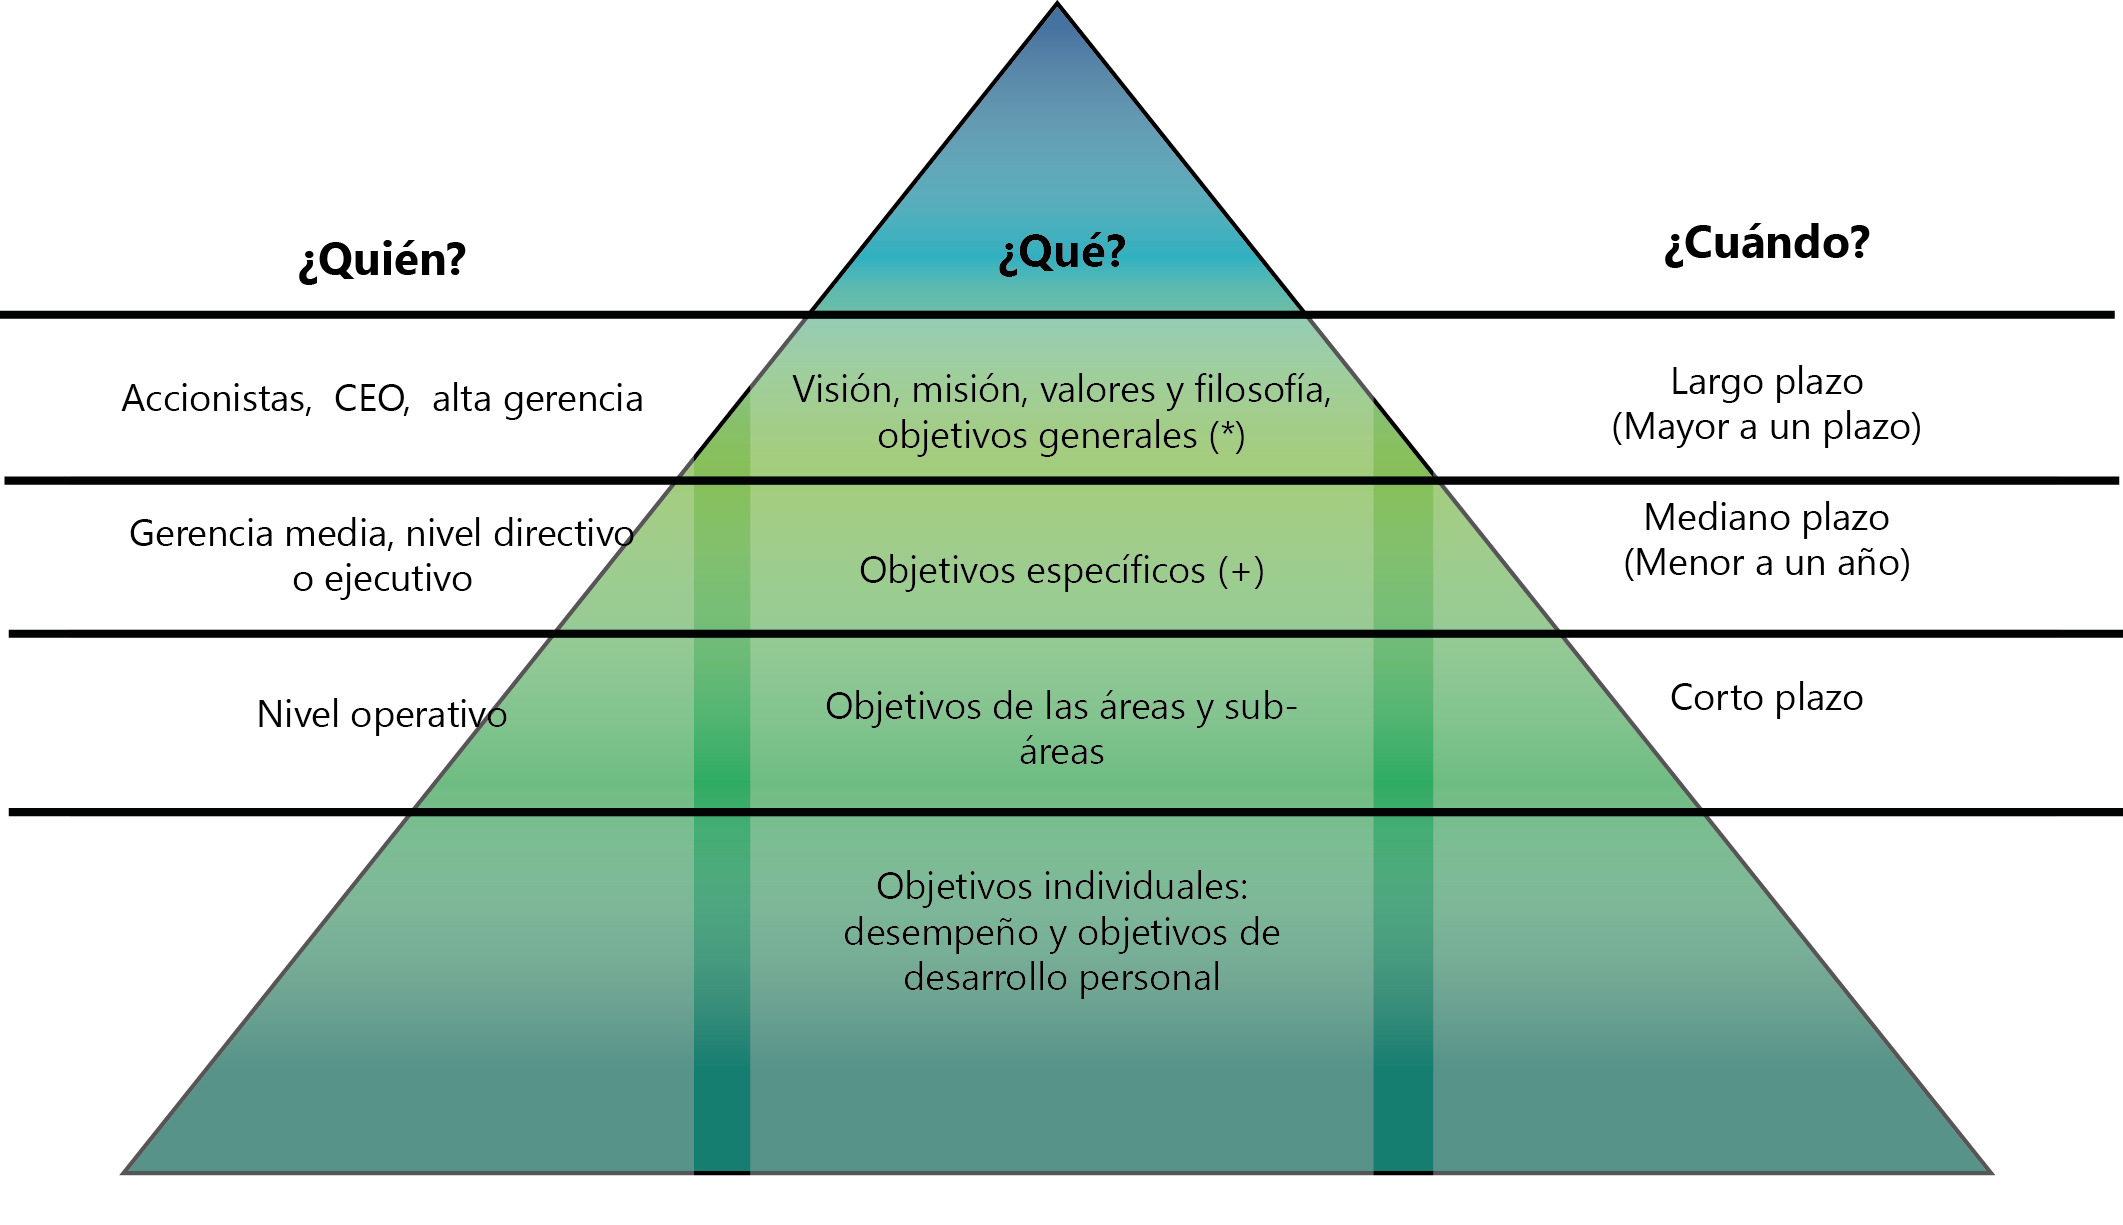 ¿Quién?
¿Qué?
¿Cuándo?
Accionistas, CEO, alta gerencia
Visión, misión, valores y filosofía,
objetivos generales (*)
Largo plazo
(Mayor a un plazo)
Gerencia media, nivel directivo
o ejecutivo
Objetivos específicos (+)
Mediano plazo
(Menor a un año)
Nivel operativo
Objetivos de las áreas y sub-
áreas
Corto plazo
Objetivos individuales:
desempeño y objetivos de
desarrollo personal